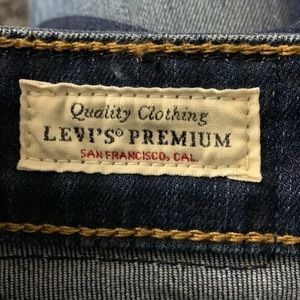 Quality Clothing
LEVI'S® PREMIUM
SAN FRANCISCO, CAL.